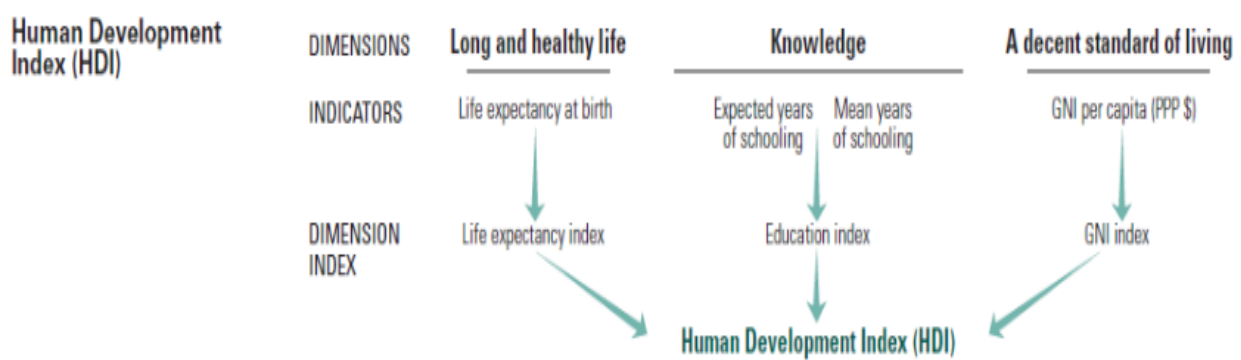 Human Development
Index (HDI)
DIMENSIONS
Long and healthy life
Knowledge
A decent standard of living
INDICATORS
Life expectancy at birth
Expected years
of schooling
Mean years
of schooling
GNI per capita (PPP $)
DIMENSION
INDEX
Life expectancy index
Education index
GNI index
Human Development Index (HDI)